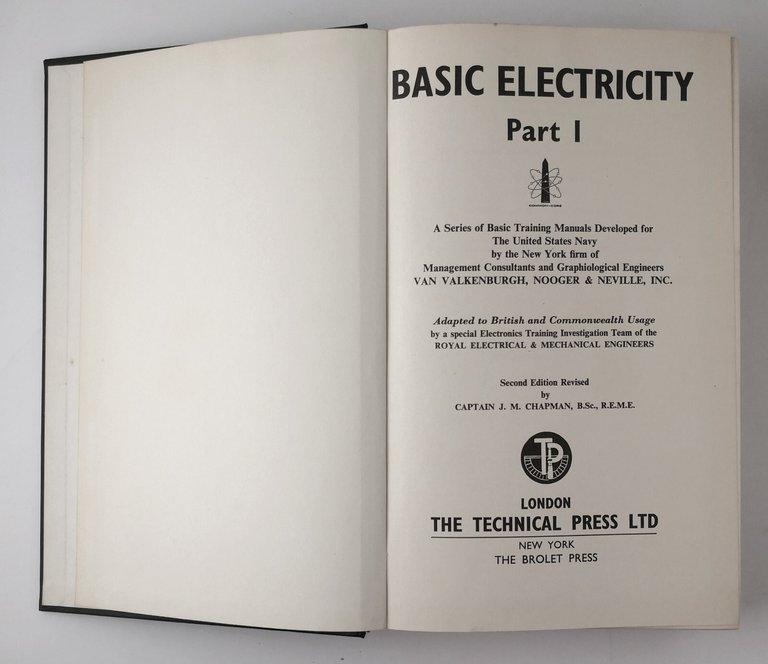 BASIC ELECTRICITY
Part 1
COMMON-CORE
A Series of Basic Training Manuals Developed for
The United States Navy
by the New York firm of
Management Consultants and Graphiological Engineers
VAN VALKENBURGH, NOOGER & NEVILLE, INC.
Adapted to British and Commonwealth Usage
by a special Electronics Training Investigation Team of the
ROYAL ELECTRICAL & MECHANICAL ENGINEERS
Second Edition Revised
by
CAPTAIN J. M. CHAPMAN, B.Sc., R.E.M.E.
TP
LONDON
THE TECHNICAL PRESS LTD
NEW YORK
THE BROLET PRESS